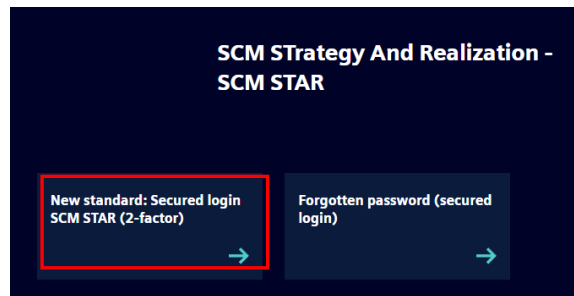 SCM STrategy And Realization -
SCM STAR
New standard: Secured login
SCM STAR (2-factor)
Forgotten password (secured
login)